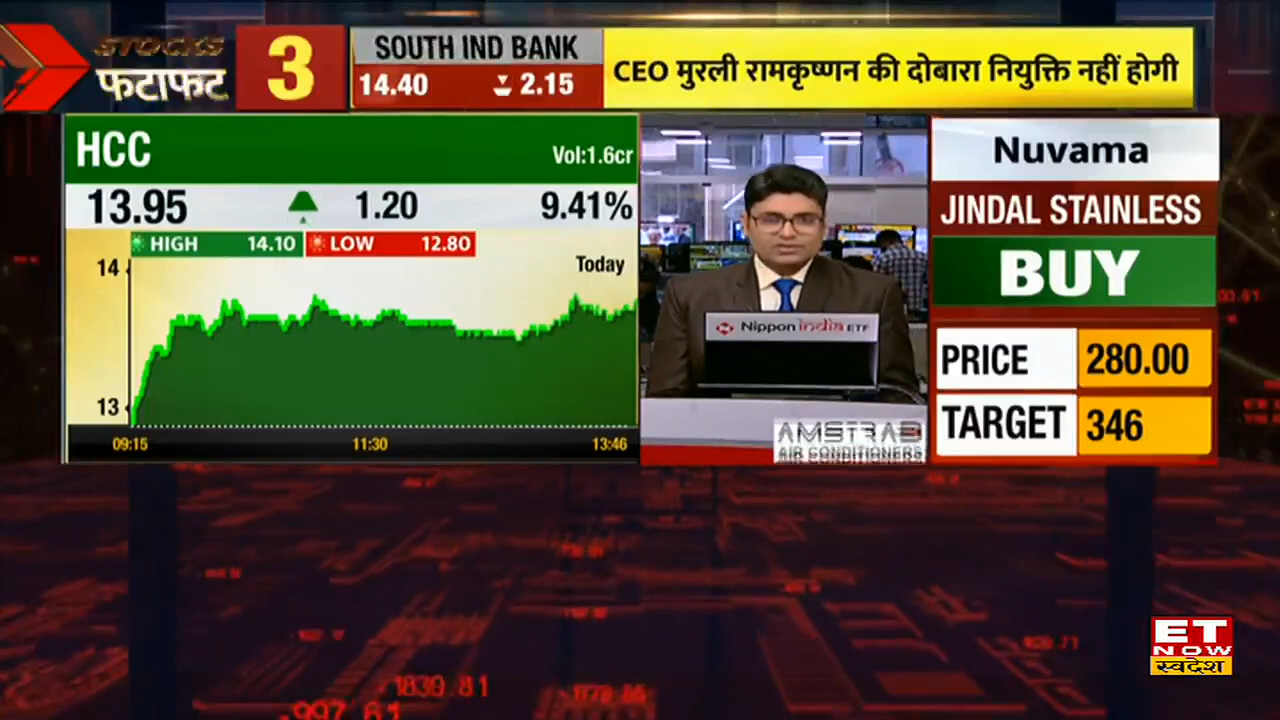 STOCKS
फटाफट
3
SOUTH IND BANK
14.40 2.15
CEO मुरली रामकृष्णन की दोबारा नियुक्ति नहीं होगी
HCC
Vol:1.6cr
13.95 1.20 9.41%
HIGH 14.10 LOW 12.80
Today
14
13
09:15 11:30 13:46
Nippon india ETF
AMSTRAD
AIR CONDITIONERS
Nuvama
JINDAL STAINLESS
BUY
PRICE 280.00
TARGET 346
1030.81
ET
NOW
स्वदेश